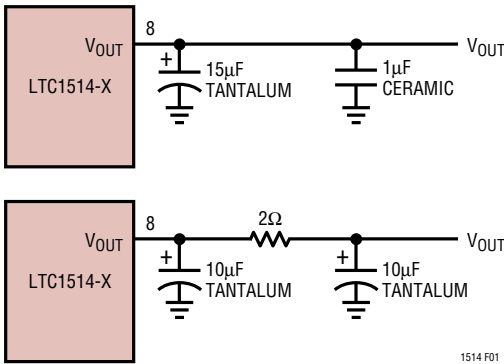 8
VOUT
LTC1514-X
+
15µF
TANTALUM
1µF
CERAMIC
VOUT
8
VOUT
LTC1514-X
+
10µF
TANTALUM
2Ω
+
10µF
TANTALUM
VOUT
1514 F01